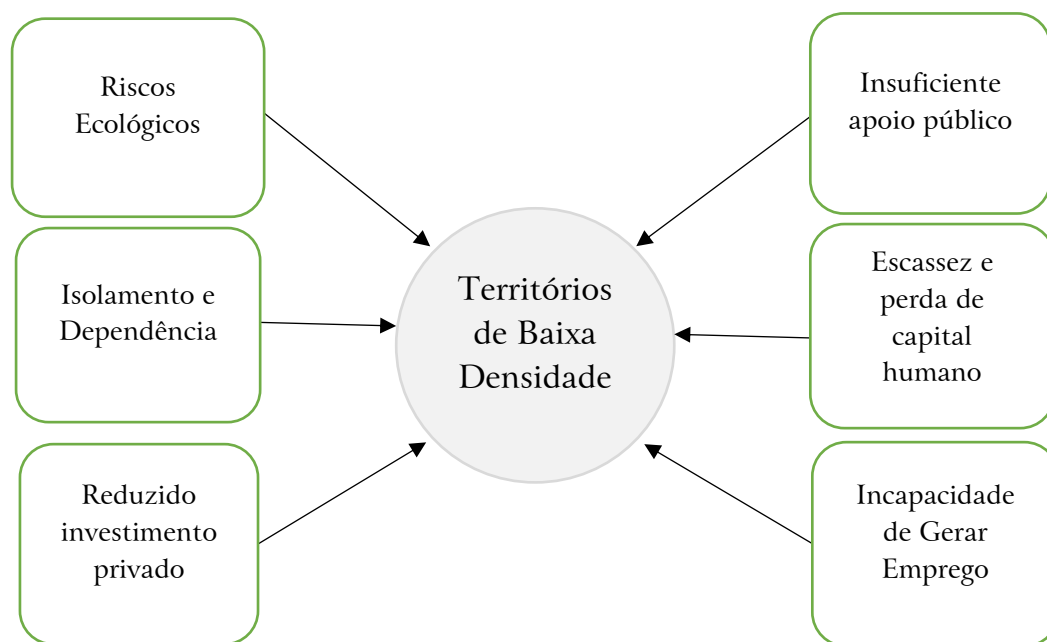 Riscos
Ecológicos
Insuficiente
apoio público
Isolamento e
Dependência
Territórios
de Baixa
Densidade
Escassez e
perda de
capital
humano
Reduzido
investimento
privado
Incapacidade
de Gerar
Emprego